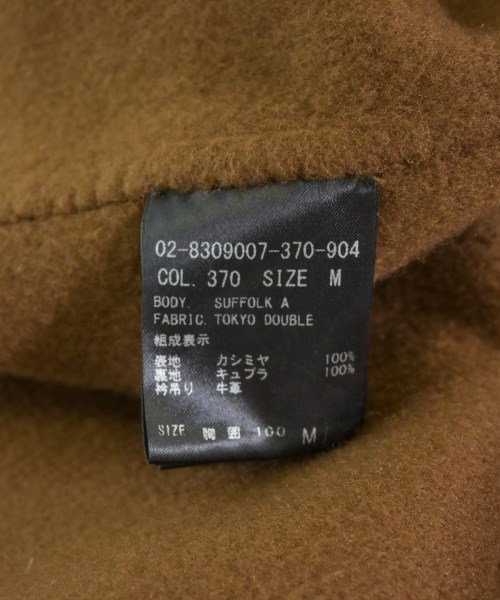 02-8309007-370-904
COL. 370 SIZE M
BODY. SUFFOLK A
FABRIC. TOKYO DOUBLE
組成表示
表地 カシミヤ 100%
裏地 キュプラ 100%
衿吊り 牛革
SIZE 胸囲 100 M